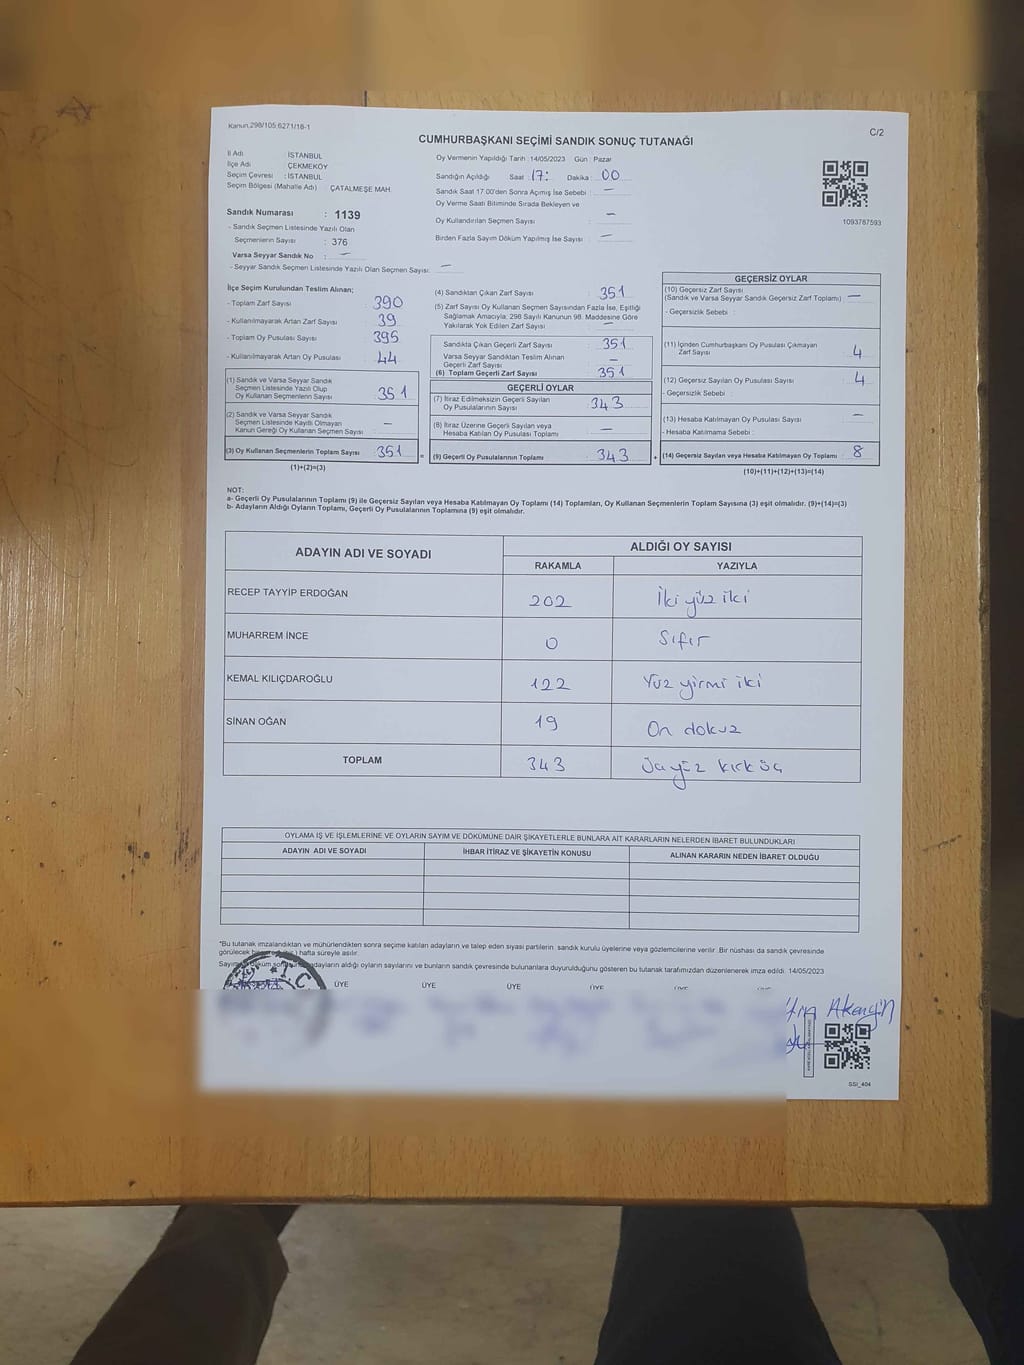 Kanun.298/105.6271/16-1
C/2
CUMHURBAŞKANI SEÇİMİ SANDIK SONUÇ TUTANAĞI
İl Adı : İSTANBUL
İlçe Adı : ÇEKMEKÖY
Seçim Çevresi : İSTANBUL
Seçim Bölgesi (Mahalle Adı) : ÇATALMEŞE MAH.
Sandık Numarası : 1139
- Sandık Seçmen Listesinde Yazılı Olan
Seçmenlerin Sayısı : 376
Varsa Seyyar Sandık No : —
- Seyyar Sandık Seçmen Listesinde Yazılı Olan Seçmen Sayısı: —
Oy Vermenin Yapıldığı Tarih : 14/05/2023 Gün : Pazar
Sandığın Açıldığı Saat : 17: Dakika : 00
Sandık Saat 17.00'den Sonra Açımış İse Sebebi : —
Oy Verme Saati Bitiminde Sırada Bekleyen ve
Oy Kullandırılan Seçmen Sayısı : —
Birden Fazla Sayım Döküm Yapılmış İse Sayısı : —
1093787593
İlçe Seçim Kurulundan Teslim Alınan;
- Toplam Zarf Sayısı : 390
- Kullanılmayarak Artan Zarf Sayısı : 39
- Toplam Oy Pusulası Sayısı : 395
- Kullanılmayarak Artan Oy Pusulası : 44
(1) Sandık ve Varsa Seyyar Sandık
Seçmen Listesinde Yazılı Olup
Oy Kullanan Seçmenlerin Sayısı : 351
(2) Sandık ve Varsa Seyyar Sandık
Seçmen Listesinde Kayıtlı Olmayan
Kanun Gereği Oy Kullanan Seçmen Sayısı : —
(3) Oy Kullanan Seçmenlerin Toplam Sayısı : 351 =
(1)+(2)=(3)
(4) Sandıktan Çıkan Zarf Sayısı : 351
(5) Zarf Sayısı Oy Kullanan Seçmen Sayısından Fazla İse, Eşitliği
Sağlamak Amacıyla; 298 Sayılı Kanunun 98. Maddesine Göre
Yakılarak Yok Edilen Zarf Sayısı : —
Sandıkta Çıkan Geçerli Zarf Sayısı : 351
Varsa Seyyar Sandıktan Teslim Alınan
Geçerli Zarf Sayısı : —
(6) Toplam Geçerli Zarf Sayısı : 351
GEÇERLİ OYLAR
(7) İtiraz Edilmeksizin Geçerli Sayılan
Oy Pusulalarının Sayısı : 343
(8) İtiraz Üzerine Geçerli Sayılan veya
Hesaba Katılan Oy Pusulası Toplamı : —
(9) Geçerli Oy Pusulalarının Toplamı : 343 +
GEÇERSİZ OYLAR
(10) Geçersiz Zarf Sayısı
(Sandık ve Varsa Seyyar Sandık Geçersiz Zarf Toplamı) : —
- Geçersizlik Sebebi :
(11) İçinden Cumhurbaşkanı Oy Pusulası Çıkmayan
Zarf Sayısı : 4
(12) Geçersiz Sayılan Oy Pusulası Sayısı : 4
- Geçersizlik Sebebi :
(13) Hesaba Katılmayan Oy Pusulası Sayısı : —
- Hesaba Katılmama Sebebi :
(14) Geçersiz Sayılan veya Hesaba Katılmayan Oy Toplamı : 8
(10)+(11)+(12)+(13)=(14)
NOT:
a- Geçerli Oy Pusulalarının Toplamı (9) ile Geçersiz Sayılan veya Hesaba Katılmayan Oy Toplamı (14) Toplamları, Oy Kullanan Seçmenlerin Toplam Sayısına (3) eşit olmalıdır. (9)+(14)=(3)
b- Adayların Aldığı Oyların Toplamı, Geçerli Oy Pusulalarının Toplamına (9) eşit olmalıdır.
ADAYIN ADI VE SOYADI ALDIĞI OY SAYISI
RAKAMLA YAZIYLA
RECEP TAYYİP ERDOĞAN 202 İki yüz iki
MUHARREM İNCE 0 Sıfır
KEMAL KILIÇDAROĞLU 122 Yüz yirmi iki
SİNAN OĞAN 19 On dokuz
TOPLAM 343 Üçyüz kırk üç
OYLAMA İŞ VE İŞLEMLERİNE VE OYLARIN SAYIM VE DÖKÜMÜNE DAİR ŞİKAYETLERLE BUNLARA AİT KARARLARIN NELERDEN İBARET BULUNDUKLARI
ADAYIN ADI VE SOYADI İHBAR İTİRAZ VE ŞİKAYETİN KONUSU ALINAN KARARIN NEDEN İBARET OLDUĞU
*Bu tutanak imzalandıktan ve mühürlendikten sonra seçime katılan adayların ve talep eden siyasi partilerin sandık kurulu üyelerine veya gözlemcilerine verilir. Bir nüshası da sandık çevresinde
görülecek hafta süreyle asılır.
Sayım döküm adayların aldığı oyların sayılarını ve bunların sandık çevresinde bulunanlara duyurulduğunu gösteren bu tutanak tarafımızdan düzenlenerek imza edildi. 14/05/2023
T.C
ÜYE ÜYE ÜYE ÜYE
Akengin
SSI_404